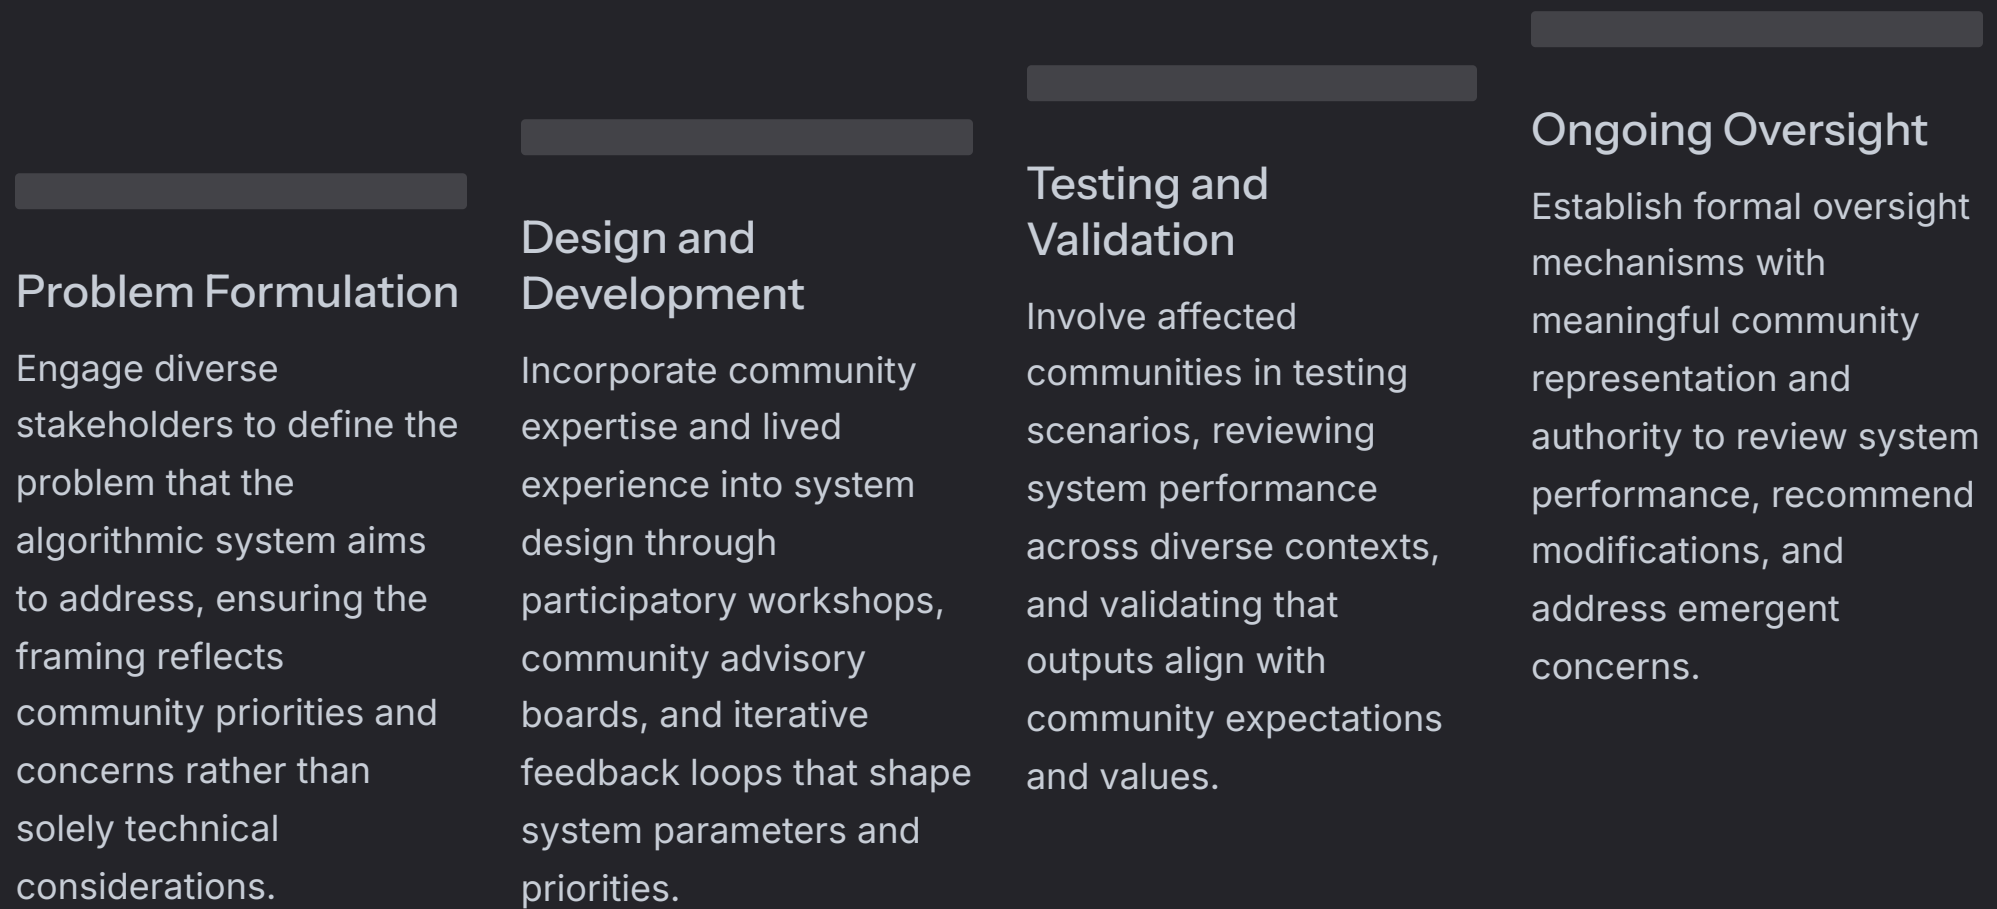 Problem Formulation
Engage diverse
stakeholders to define the
problem that the
algorithmic system aims
to address, ensuring the
framing reflects
community priorities and
concerns rather than
solely technical
considerations.
Design and
Development
Incorporate community
expertise and lived
experience into system
design through
participatory workshops,
community advisory
boards, and iterative
feedback loops that shape
system parameters and
priorities.
Testing and
Validation
Involve affected
communities in testing
scenarios, reviewing
system performance
across diverse contexts,
and validating that
outputs align with
community expectations
and values.
Ongoing Oversight
Establish formal oversight
mechanisms with
meaningful community
representation and
authority to review system
performance, recommend
modifications, and
address emergent
concerns.